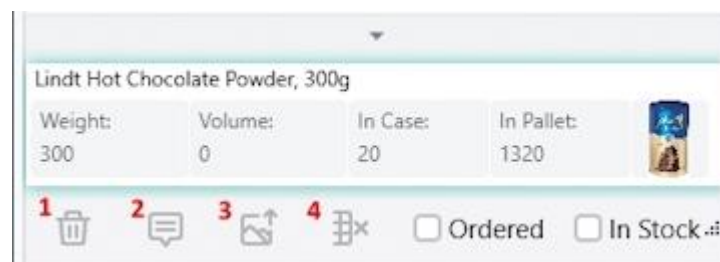 Lindt Hot Chocolate Powder, 300g
Weight: Volume: In Case: In Pallet:
300 0 20 1320
1 2 3 4 Ordered In Stock